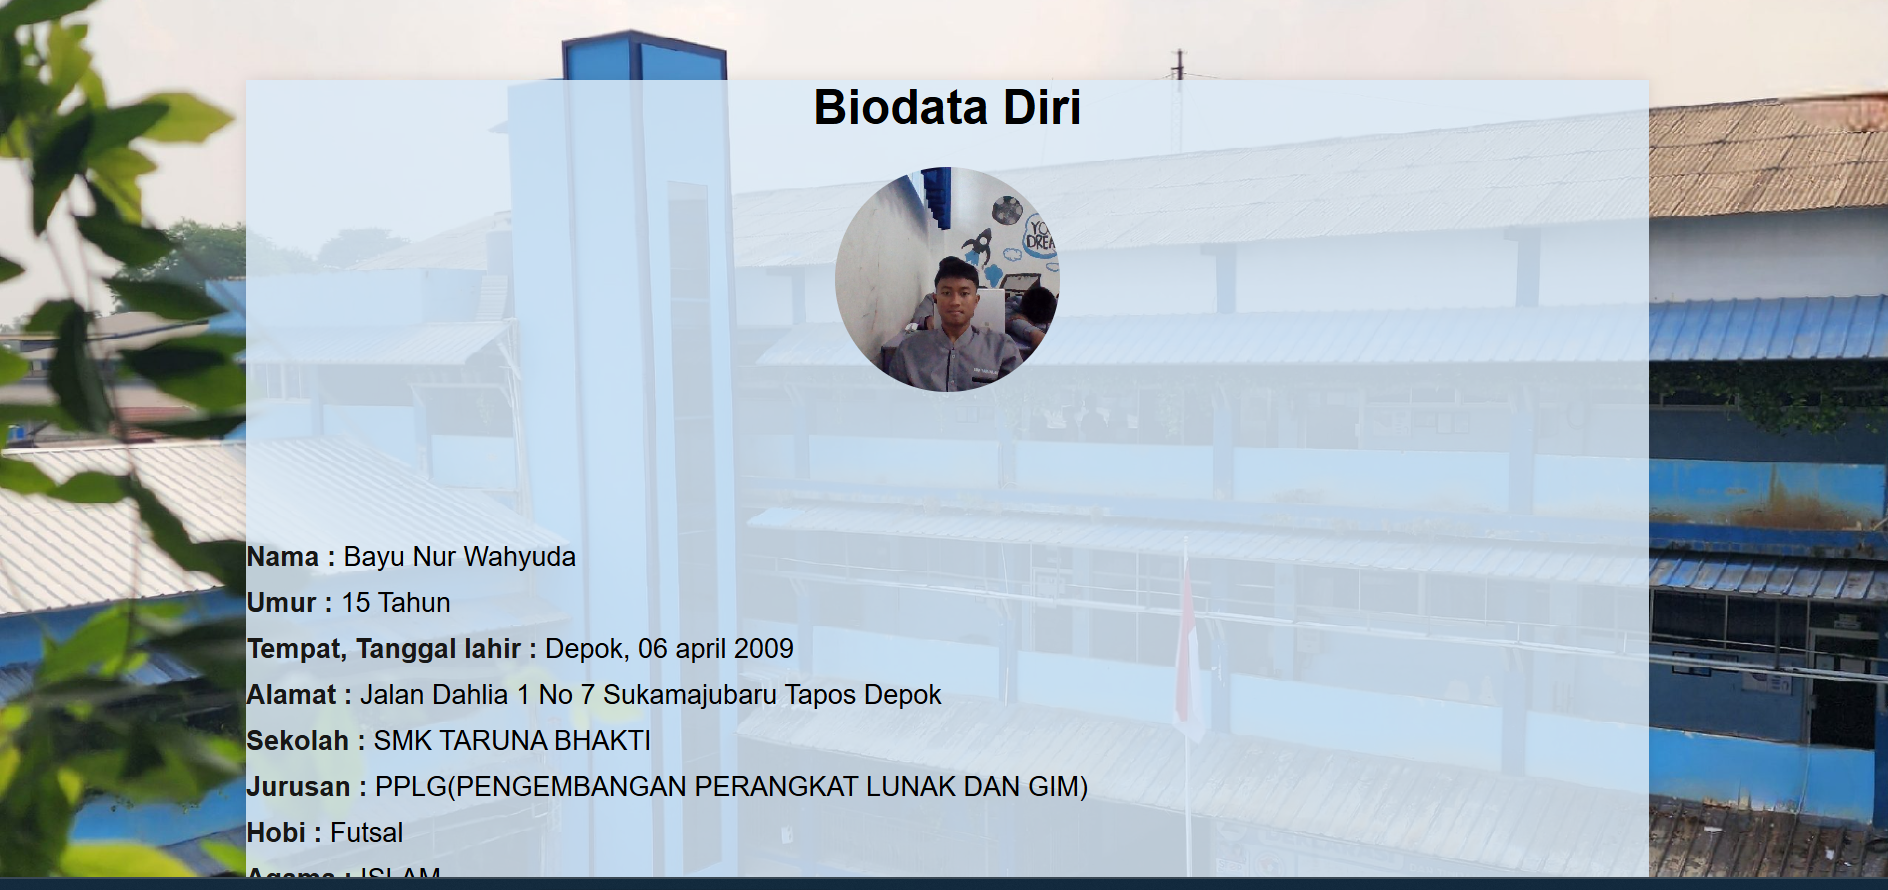 Biodata Diri
YO
DREA
Nama : Bayu Nur Wahyuda
Umur : 15 Tahun
Tempat, Tanggal lahir : Depok, 06 april 2009
Alamat : Jalan Dahlia 1 No 7 Sukamajubaru Tapos Depok
Sekolah : SMK TARUNA BHAKTI
Jurusan : PPLG(PENGEMBANGAN PERANGKAT LUNAK DAN GIM)
Hobi : Futsal
Agama : ISLAM